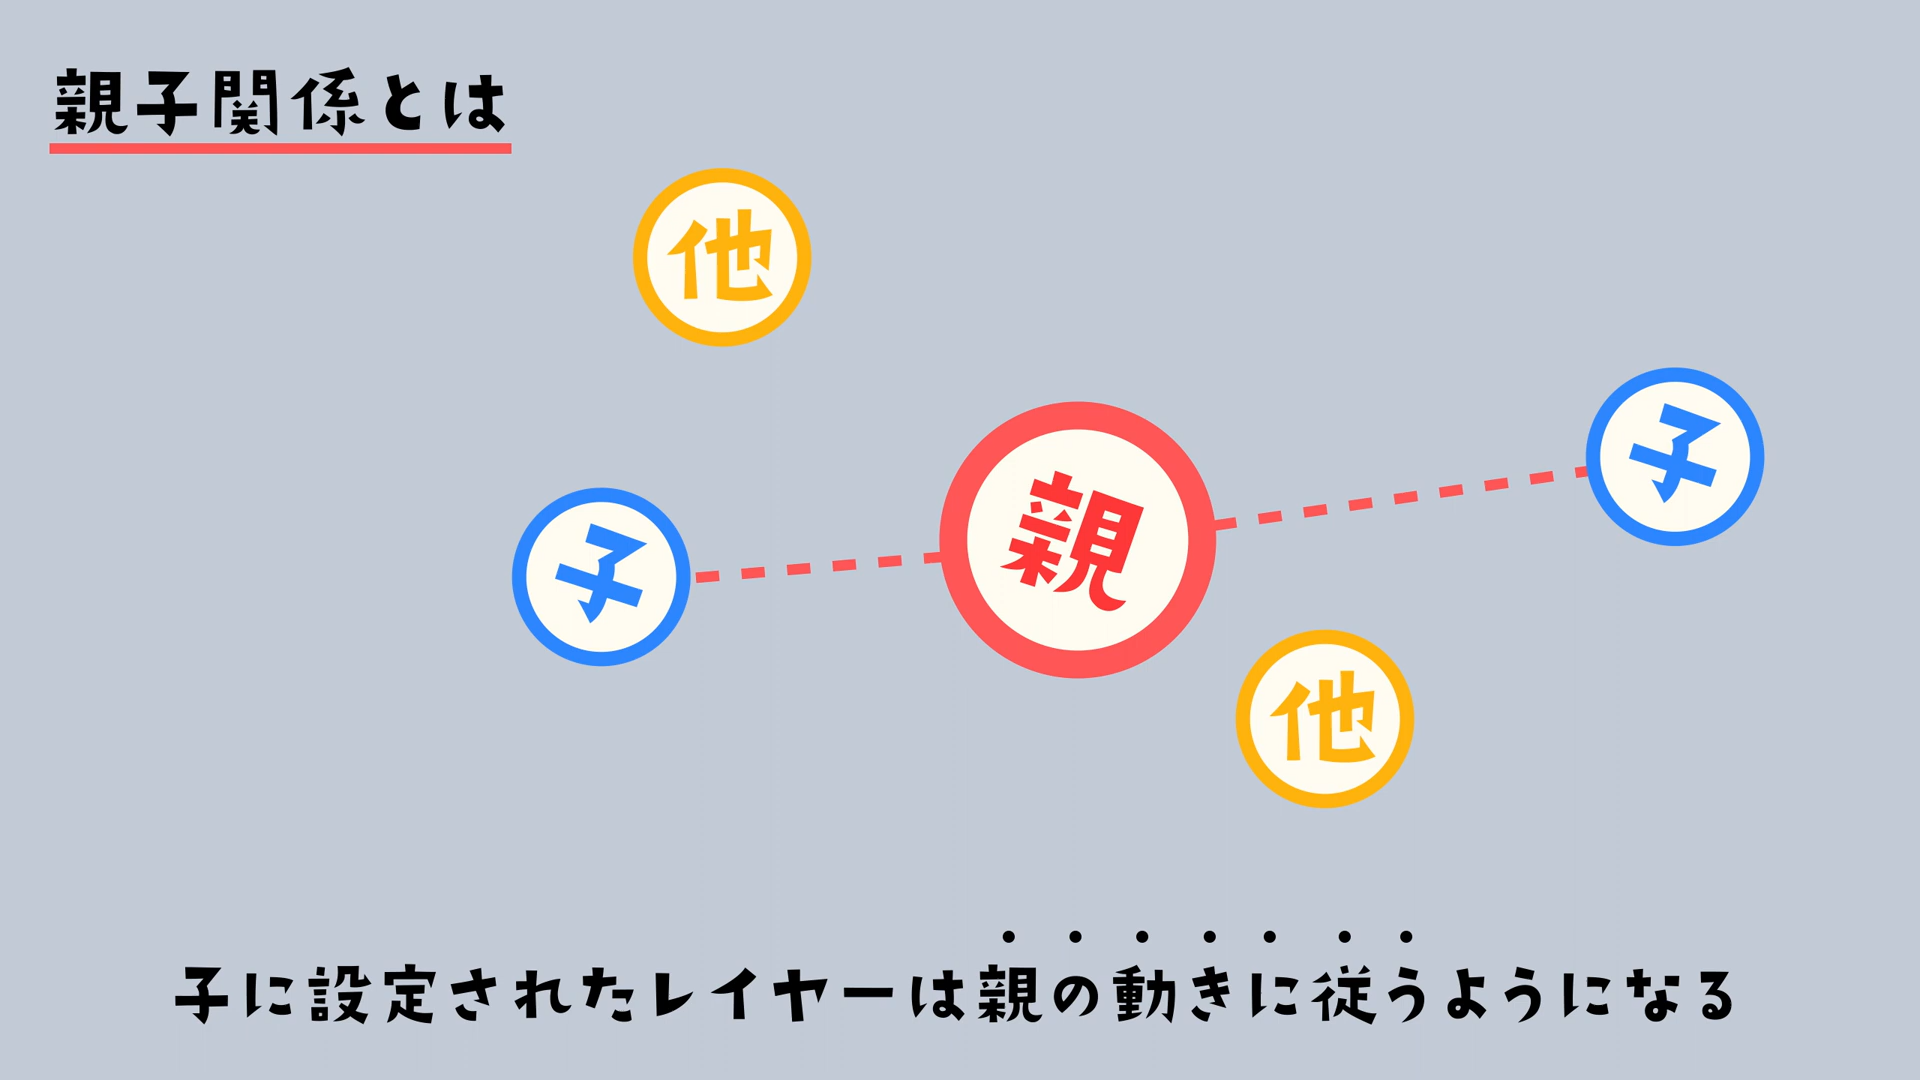 親子関係とは
他
子
親
子
他
子に設定されたレイヤーは親の動きに従うようになる